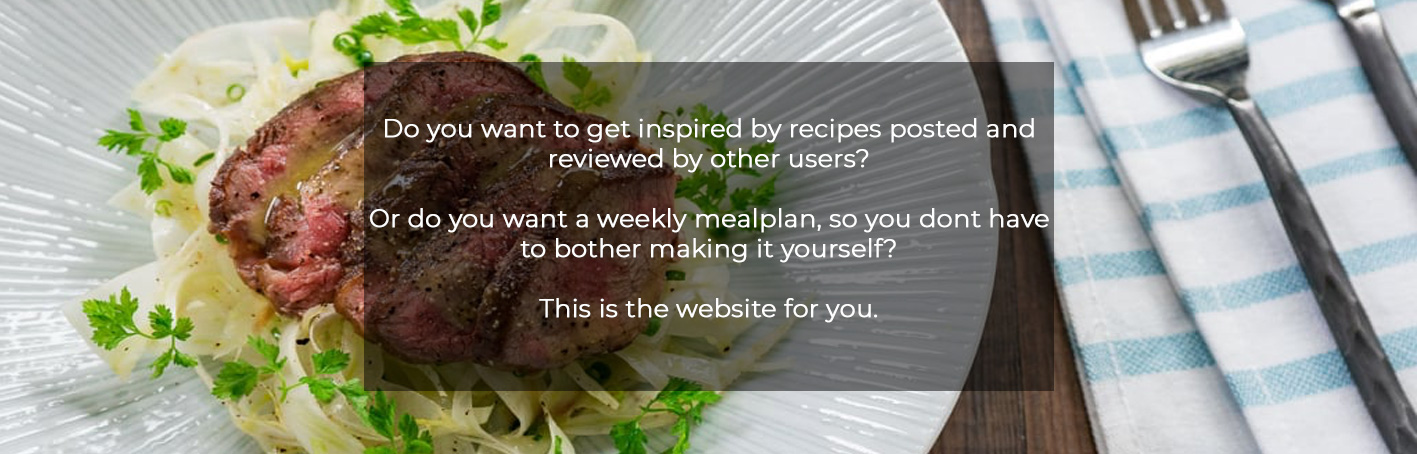 Do you want to get inspired by recipes posted and
reviewed by other users?
Or do you want a weekly mealplan, so you dont have
to bother making it yourself?
This is the website for you.